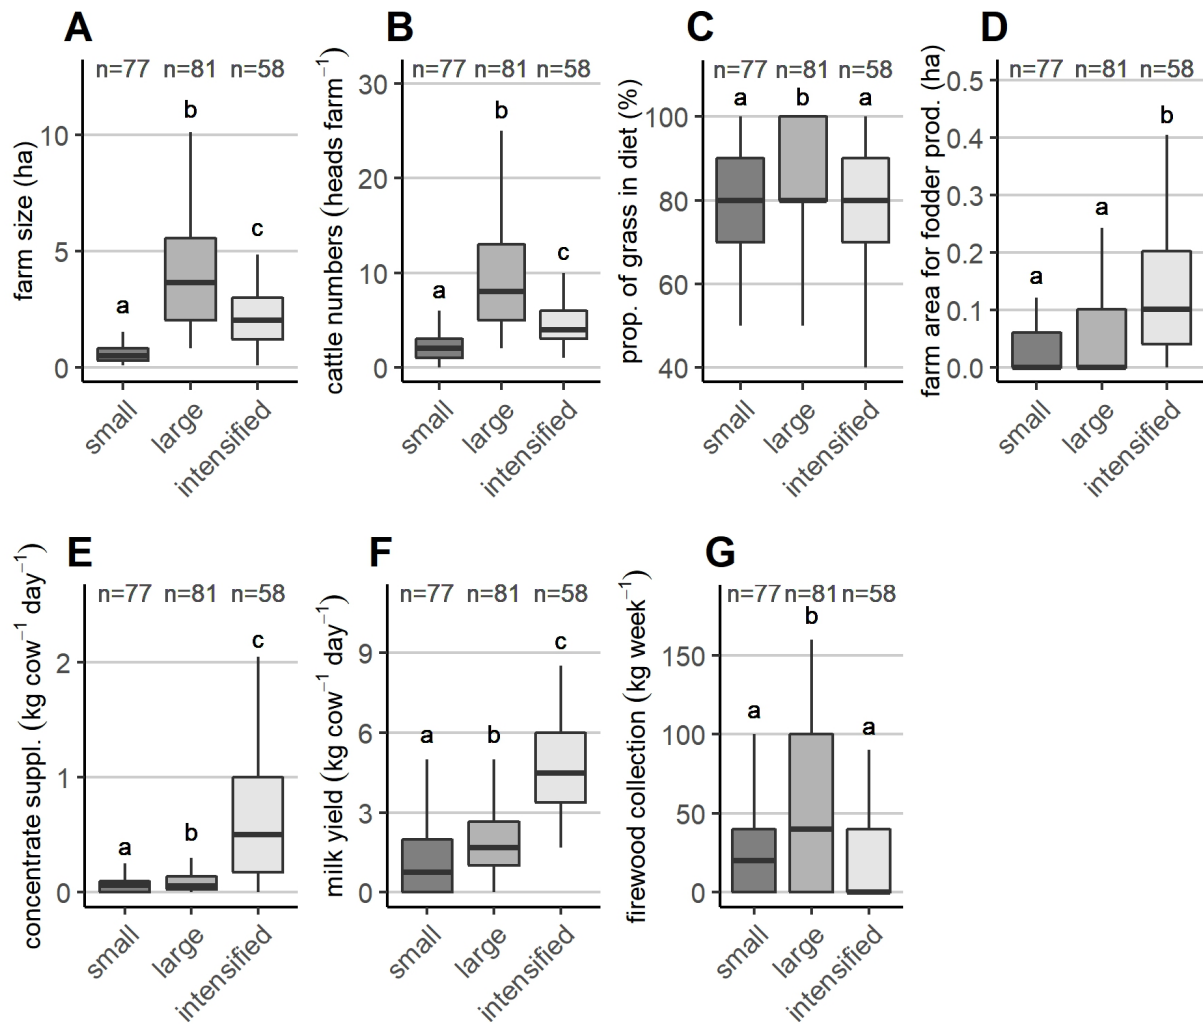 A
n=77 n=81 n=58
farm size (ha)
10
5
0
a
b
c
small
large
intensified
B
n=77 n=81 n=58
cattle numbers (heads farm⁻¹)
30
20
10
0
a
b
c
small
large
intensified
C
n=77 n=81 n=58
prop. of grass in diet (%)
100
80
60
40
a
b
a
small
large
intensified
D
n=77 n=81 n=58
farm area for fodder prod. (ha)
0.5
0.4
0.3
0.2
0.1
0.0
a
a
b
small
large
intensified
E
n=77 n=81 n=58
concentrate suppl. (kg cow⁻¹ day⁻¹)
2
1
0
a
b
c
small
large
intensified
F
n=77 n=81 n=58
milk yield (kg cow⁻¹ day⁻¹)
9
6
3
0
a
b
c
small
large
intensified
G
n=77 n=81 n=58
firewood collection (kg week⁻¹)
150
100
50
0
a
b
a
small
large
intensified